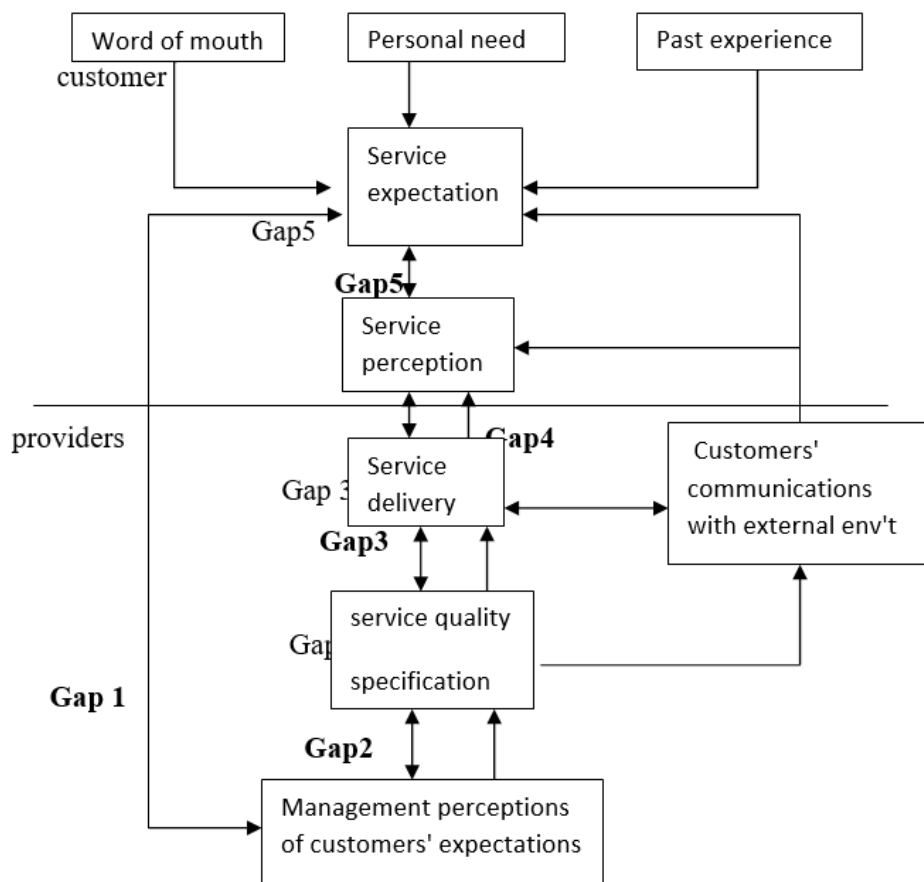 Word of mouth
Personal need
Past experience
customer
Service
expectation
Gap5
Gap5
Service
perception
providers
Gap4
Service
delivery
Gap 3
Customers'
communications
with external env't
Gap3
service quality
Gap
specification
Gap 1
Gap2
Management perceptions
of customers' expectations